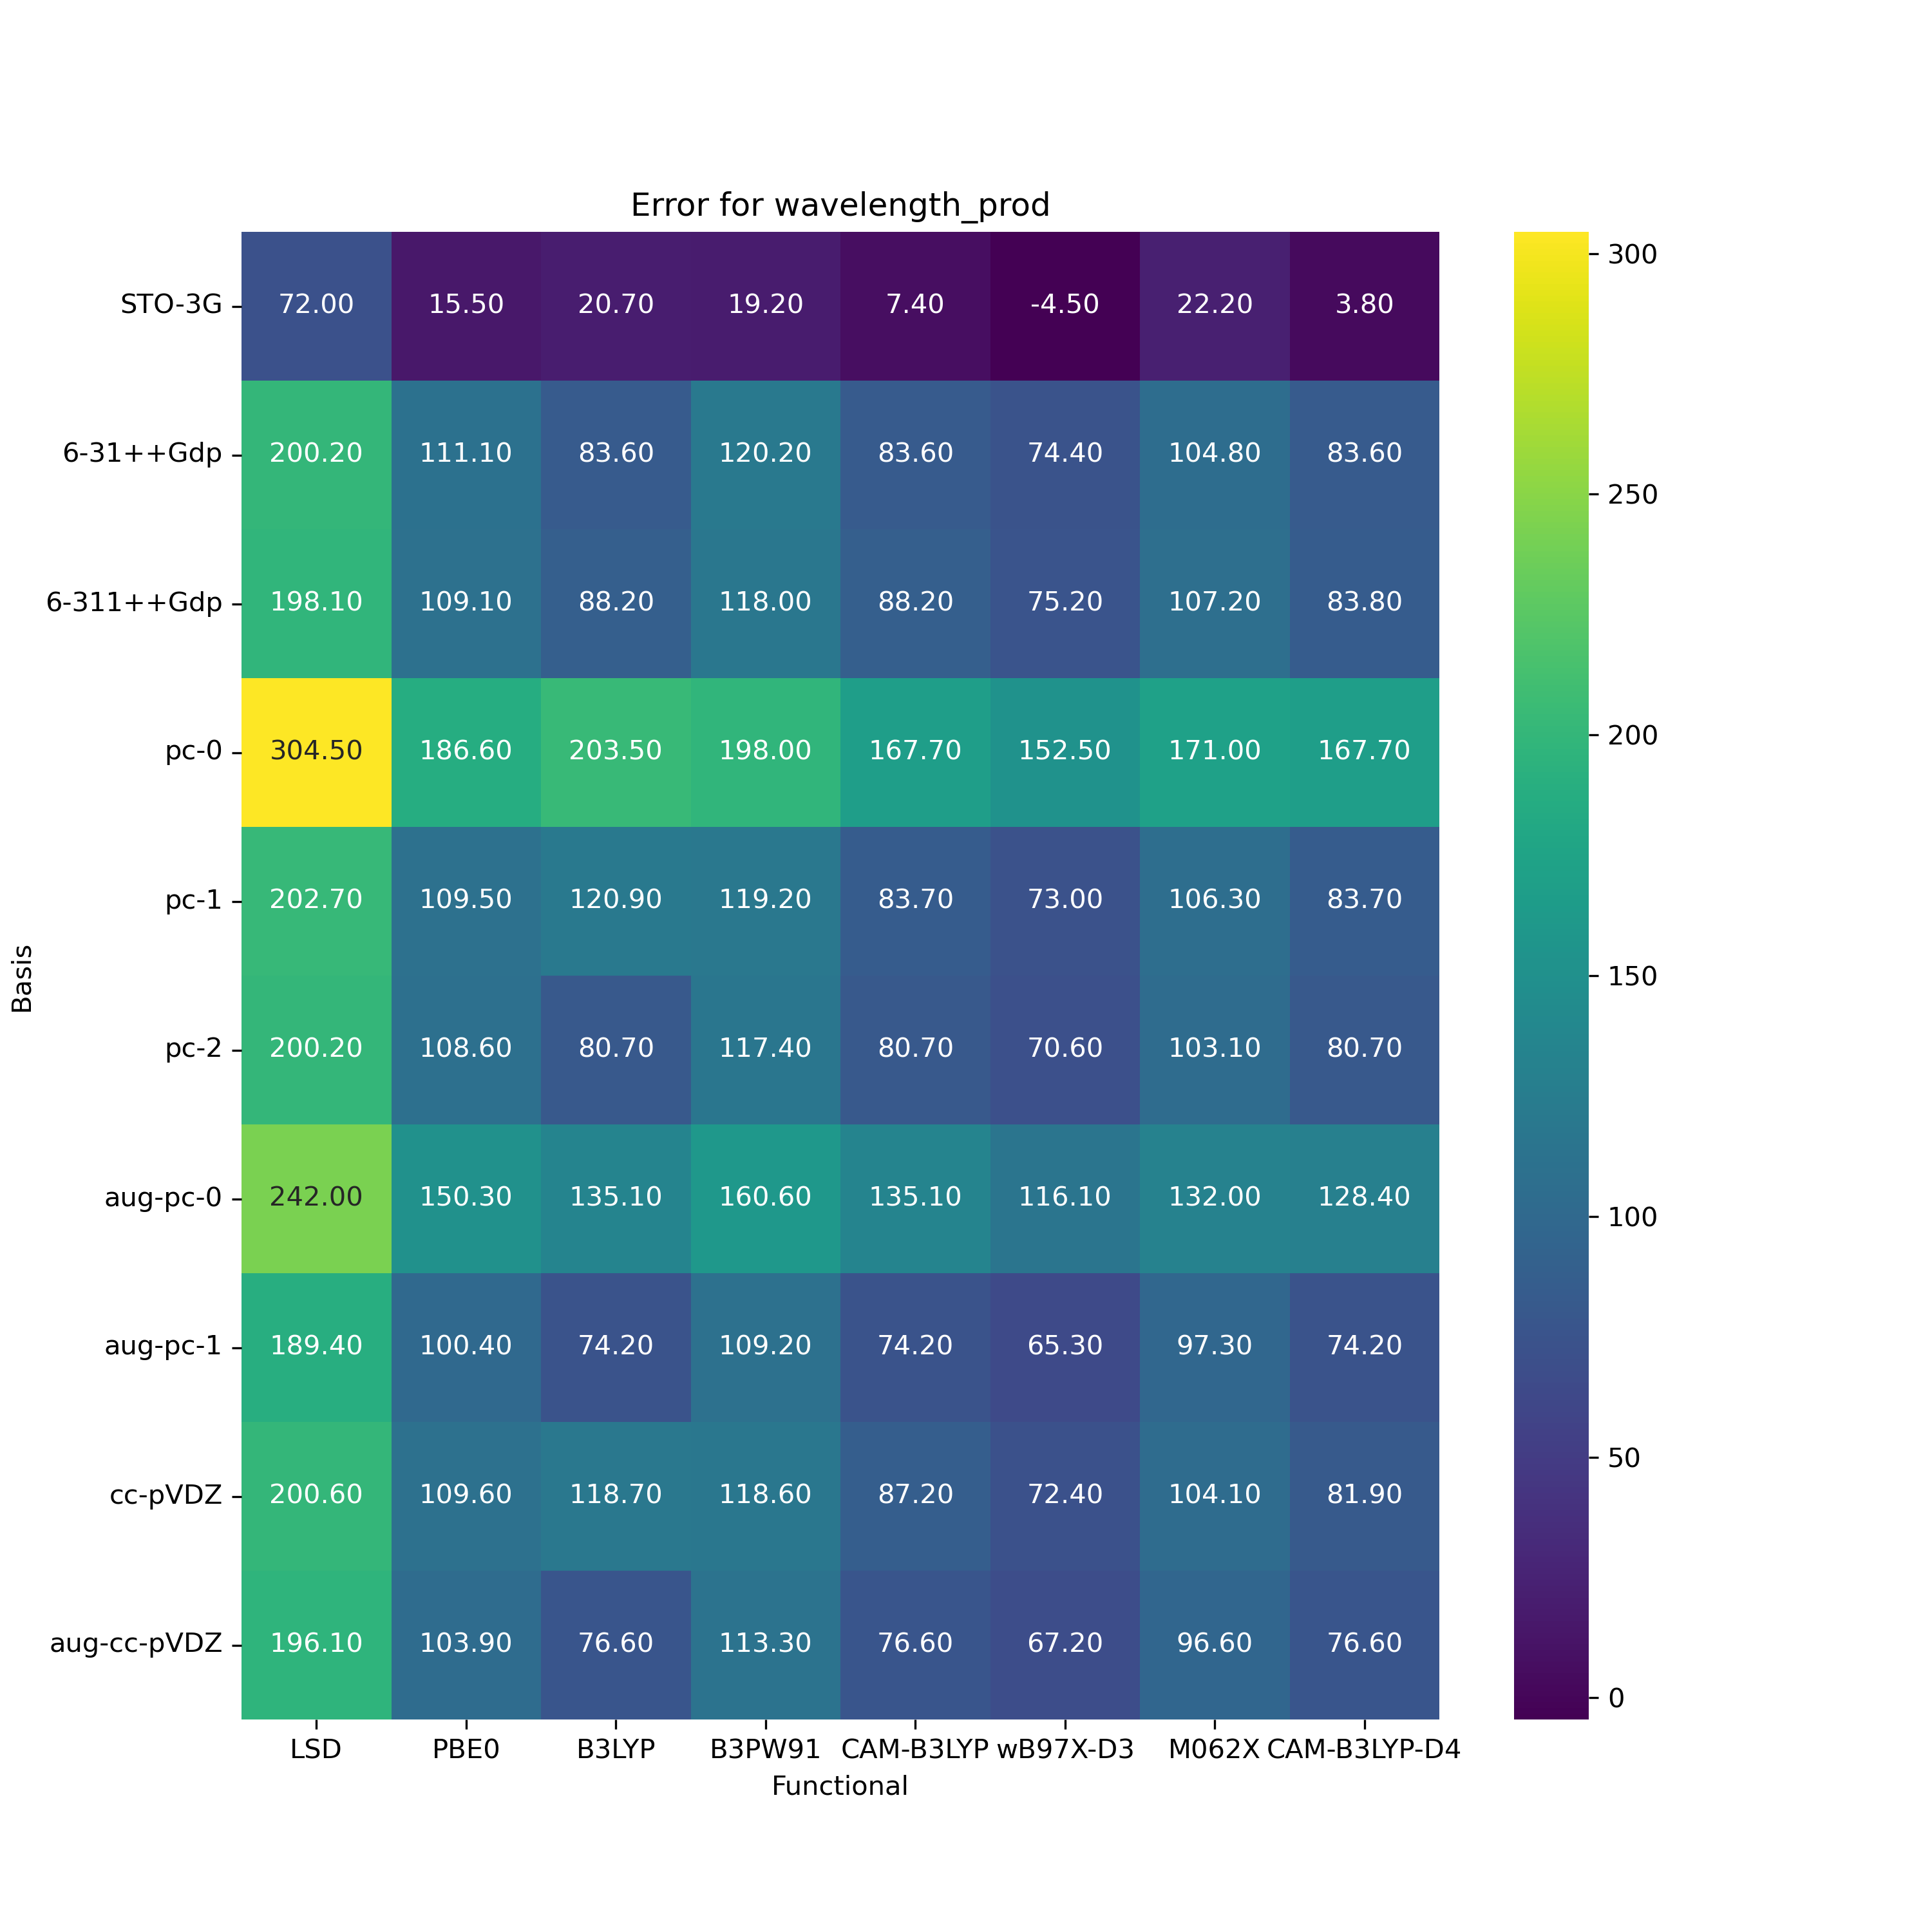 Error for wavelength_prod
STO-3G 72.00 15.50 20.70 19.20 7.40 -4.50 22.20 3.80
6-31++Gdp 200.20 111.10 83.60 120.20 83.60 74.40 104.80 83.60
6-311++Gdp 198.10 109.10 88.20 118.00 88.20 75.20 107.20 83.80
pc-0 304.50 186.60 203.50 198.00 167.70 152.50 171.00 167.70
pc-1 202.70 109.50 120.90 119.20 83.70 73.00 106.30 83.70
pc-2 200.20 108.60 80.70 117.40 80.70 70.60 103.10 80.70
aug-pc-0 242.00 150.30 135.10 160.60 135.10 116.10 132.00 128.40
aug-pc-1 189.40 100.40 74.20 109.20 74.20 65.30 97.30 74.20
cc-pVDZ 200.60 109.60 118.70 118.60 87.20 72.40 104.10 81.90
aug-cc-pVDZ 196.10 103.90 76.60 113.30 76.60 67.20 96.60 76.60
LSD PBE0 B3LYP B3PW91 CAM-B3LYP wB97X-D3 M062X CAM-B3LYP-D4
Functional
Basis
300
250
200
150
100
50
0